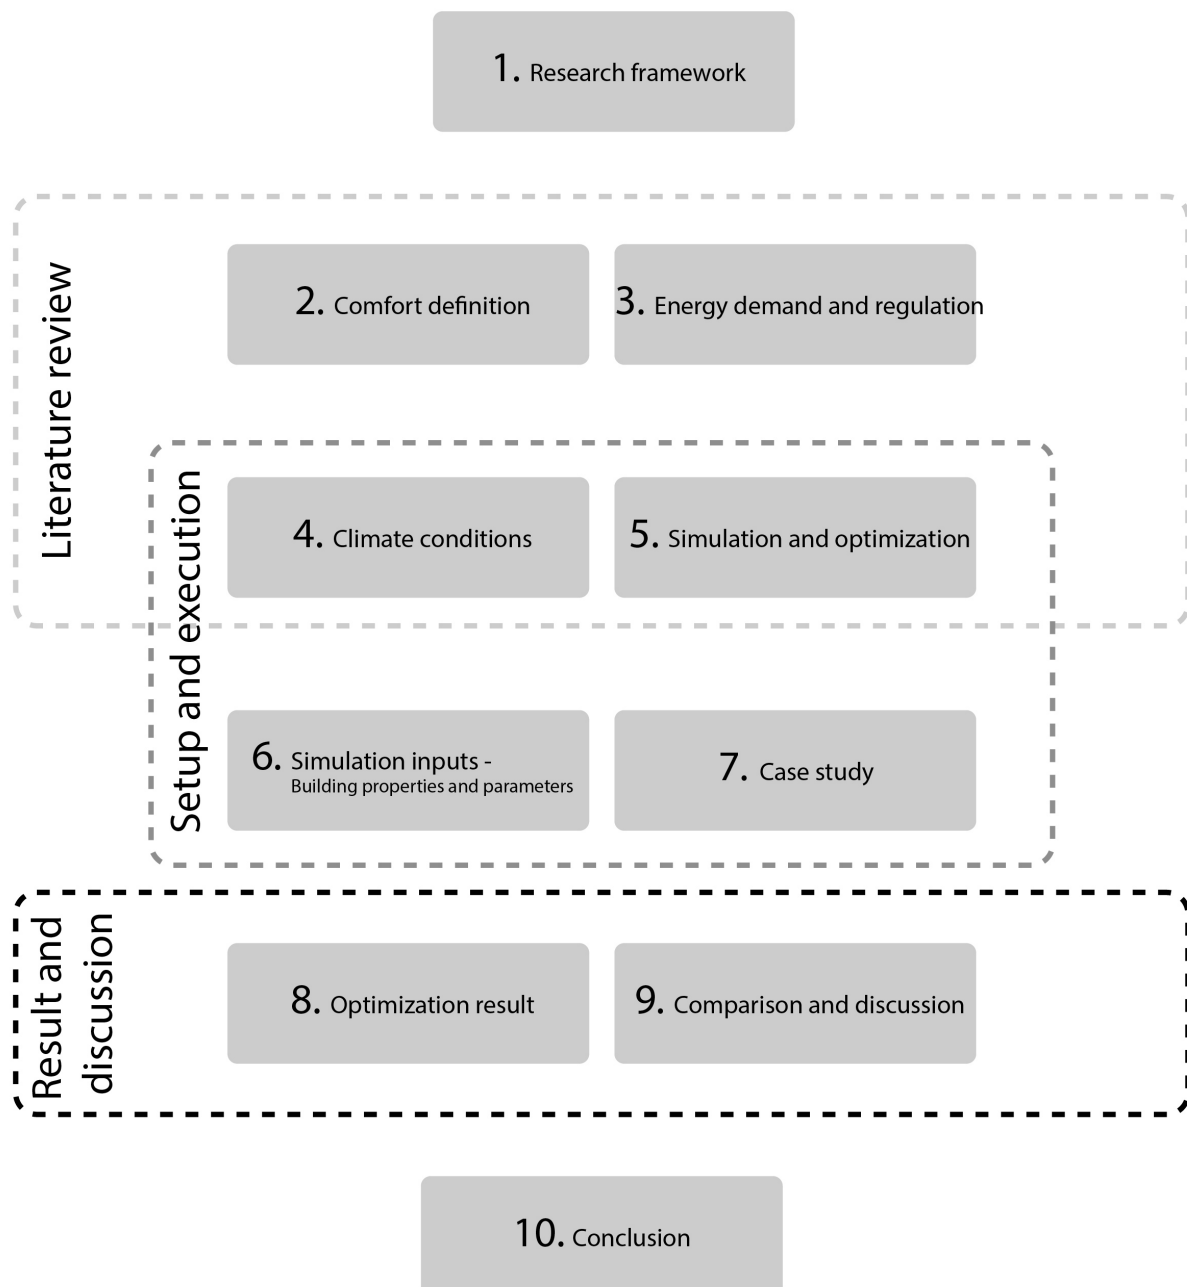 1. Research framework
Literature review
2. Comfort definition
3. Energy demand and regulation
Setup and execution
4. Climate conditions
5. Simulation and optimization
6. Simulation inputs -
Building properties and parameters
7. Case study
Result and
discussion
8. Optimization result
9. Comparison and discussion
10. Conclusion